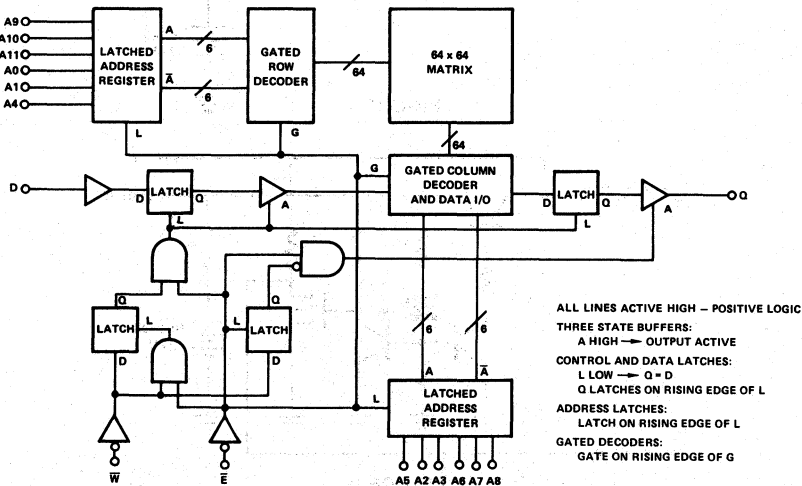 A9
A10
A11
A0
A1
A4
LATCHED
ADDRESS
REGISTER
A
6
A̅
6
L
GATED
ROW
DECODER
G
64
64 x 64
MATRIX
64
D
D
LATCH
Q
L
A
G
GATED COLUMN
DECODER
AND DATA I/O
D
LATCH
Q
L
A
Q
Q̅
LATCH
L
D
Q
L
LATCH
D
6
6
A
A̅
L
LATCHED
ADDRESS
REGISTER
A5 A2 A3 A6 A7 A8
W̅
E̅
ALL LINES ACTIVE HIGH – POSITIVE LOGIC
THREE STATE BUFFERS:
A HIGH → OUTPUT ACTIVE
CONTROL AND DATA LATCHES:
L LOW → Q = D
Q LATCHES ON RISING EDGE OF L
ADDRESS LATCHES:
LATCH ON RISING EDGE OF L
GATED DECODERS:
GATE ON RISING EDGE OF G